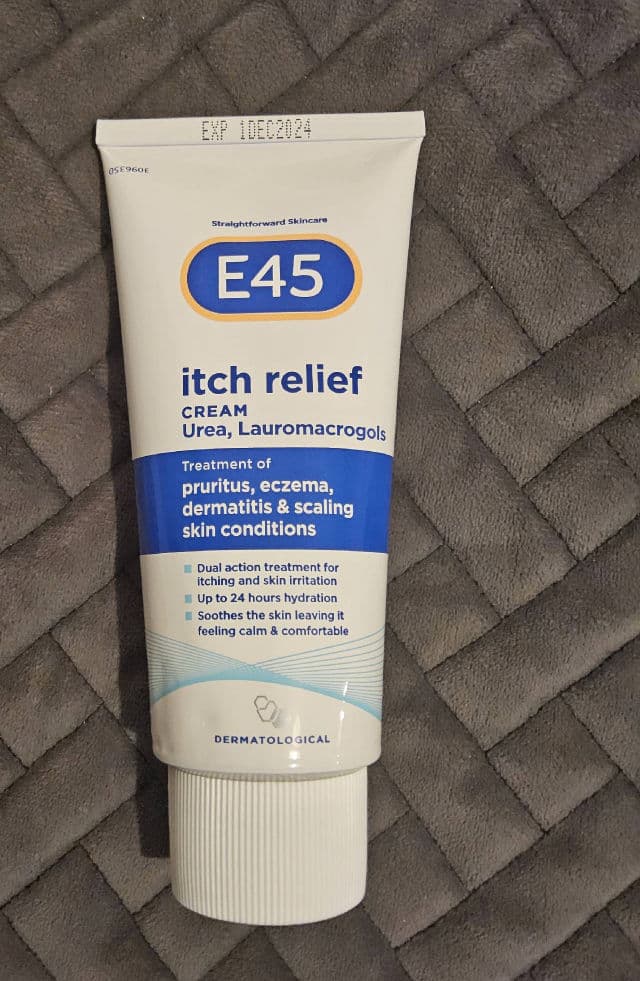 EXP 1DEC2024
05E960E
Straightforward Skincare
E45
itch relief
CREAM
Urea, Lauromacrogols
Treatment of
pruritus, eczema,
dermatitis & scaling
skin conditions
Dual action treatment for
itching and skin irritation
Up to 24 hours hydration
Soothes the skin leaving it
feeling calm & comfortable
DERMATOLOGICAL